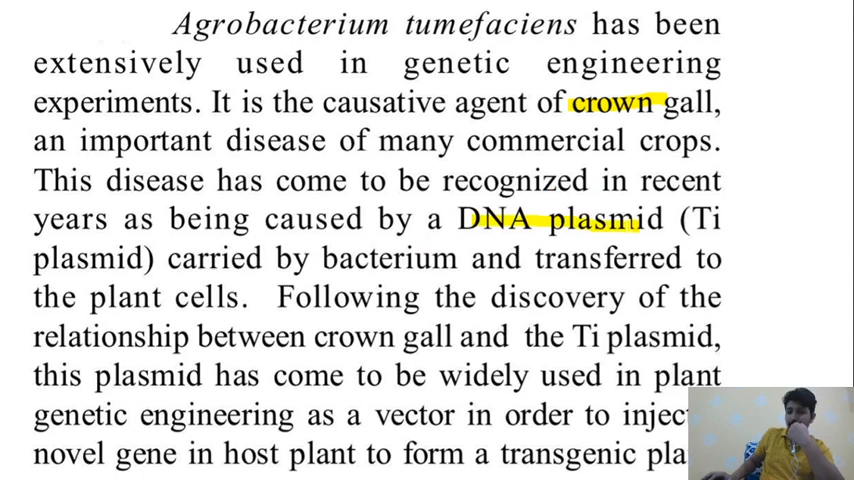 Agrobacterium tumefaciens has been
extensively used in genetic engineering
experiments. It is the causative agent of crown gall,
an important disease of many commercial crops.
This disease has come to be recognized in recent
years as being caused by a DNA plasmid (Ti
plasmid) carried by bacterium and transferred to
the plant cells. Following the discovery of the
relationship between crown gall and the Ti plasmid,
this plasmid has come to be widely used in plant
genetic engineering as a vector in order to inject
novel gene in host plant to form a transgenic